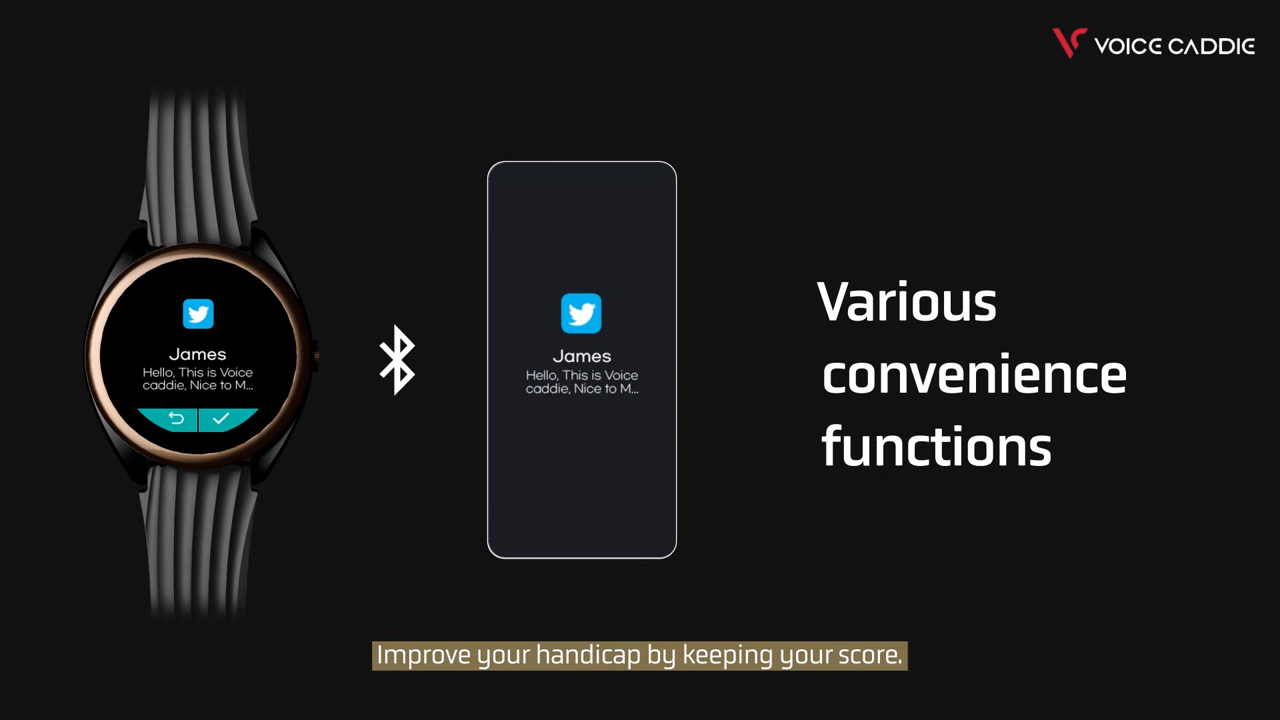 VOICE CADDIE
James
Hello, This is Voice
caddie, Nice to M...
James
Hello, This is Voice
caddie, Nice to M...
Various
convenience
functions
Improve your handicap by keeping your score.